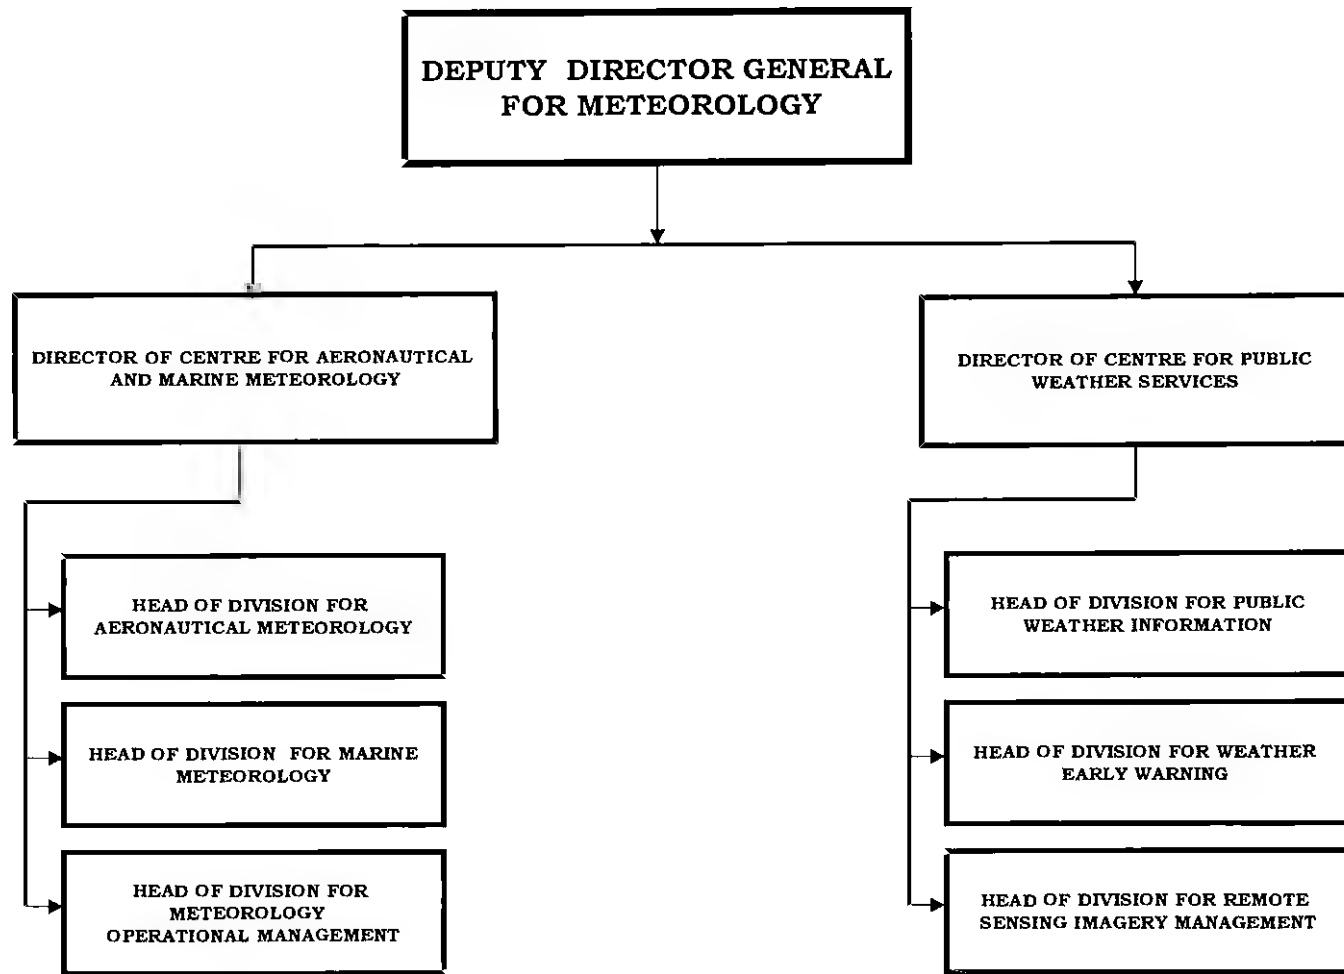 DEPUTY DIRECTOR GENERAL
FOR METEOROLOGY
DIRECTOR OF CENTRE FOR AERONAUTICAL
AND MARINE METEOROLOGY
HEAD OF DIVISION FOR
AERONAUTICAL METEOROLOGY
HEAD OF DIVISION FOR MARINE
METEOROLOGY
HEAD OF DIVISION FOR
METEOROLOGY
OPERATIONAL MANAGEMENT
DIRECTOR OF CENTRE FOR PUBLIC
WEATHER SERVICES
HEAD OF DIVISION FOR PUBLIC
WEATHER INFORMATION
HEAD OF DIVISION FOR WEATHER
EARLY WARNING
HEAD OF DIVISION FOR REMOTE
SENSING IMAGERY MANAGEMENT